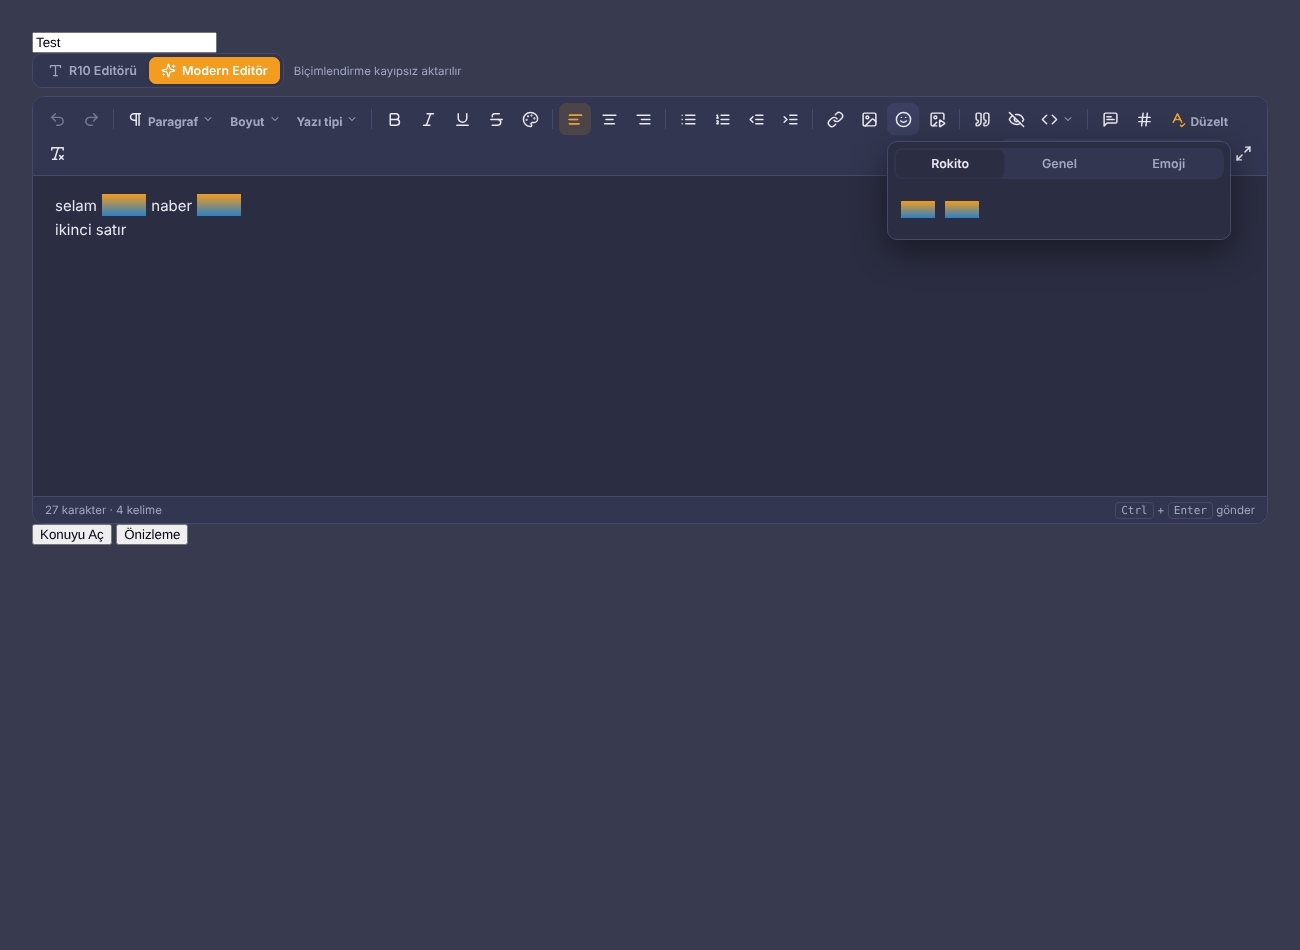 Test
R10 Editörü Modern Editör Biçimlendirme kayıpsız aktarılır
Paragraf Boyut Yazı tipi Düzelt
Rokito Genel Emoji
selam naber
ikinci satır
27 karakter · 4 kelime Ctrl + Enter gönder
Konuyu Aç Önizleme